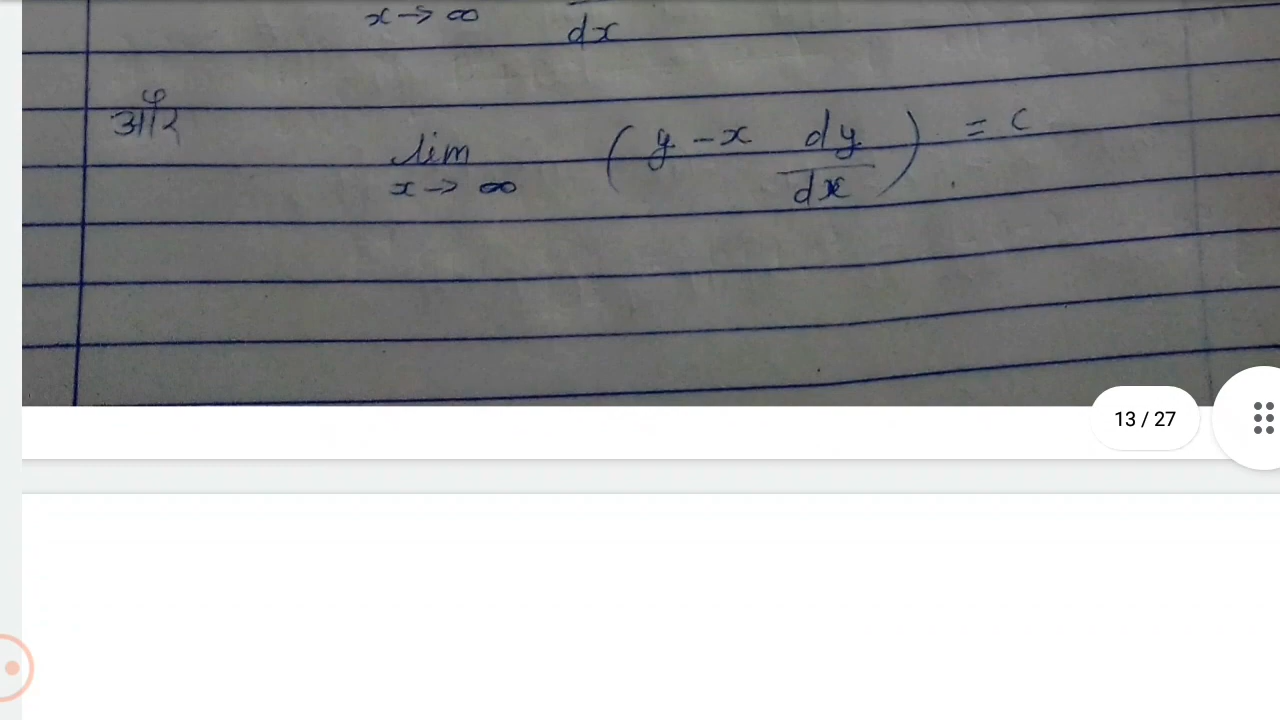 x → ∞ dx
और
lim ( y - x dy ) = c
x → ∞ dx
13 / 27